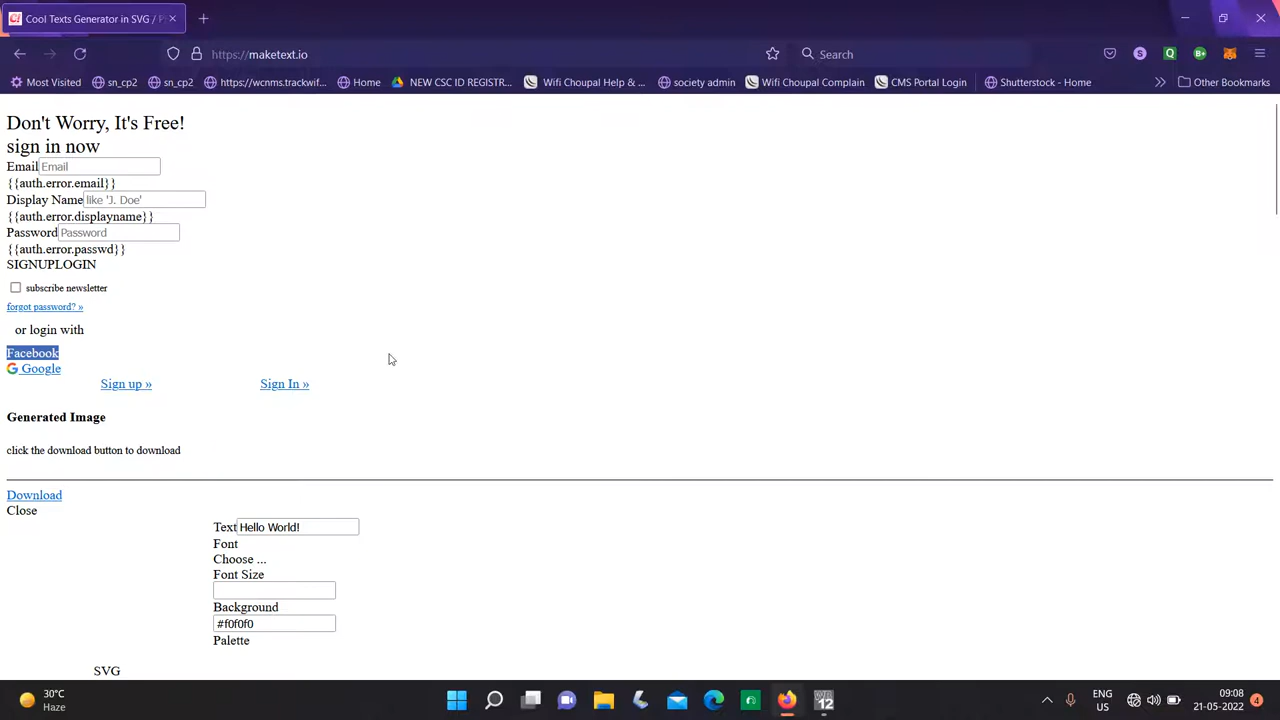 Cool Texts Generator in SVG / P
https://maketext.io
Search
Most Visited
sn_cp2
sn_cp2
https://wcnms.trackwif...
Home
NEW CSC ID REGISTR...
Wifi Choupal Help & ...
society admin
Wifi Choupal Complain
CMS Portal Login
Shutterstock - Home
Other Bookmarks
Don't Worry, It's Free!
sign in now
Email Email
{{auth.error.email}}
Display Name like 'J. Doe'
{{auth.error.displayname}}
Password Password
{{auth.error.passwd}}
SIGNUPLOGIN
subscribe newsletter
forgot password? »
or login with
Facebook
Google
Sign up » Sign In »
Generated Image
click the download button to download
Download
Close
Text Hello World!
Font
Choose ...
Font Size
Background
#f0f0f0
Palette
SVG
30°C
Haze
12
ENG
US
09:08
21-05-2022
4